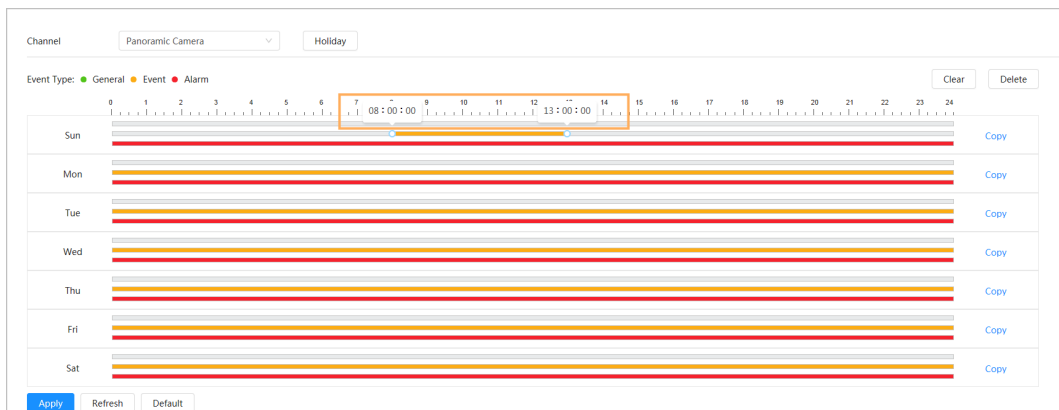 Channel Panoramic Camera Holiday
Event Type: General Event Alarm Clear Delete
0 1 2 3 4 5 6 7 9 10 11 12 14 15 16 17 18 19 20 21 22 23 24
08:00:00 13:00:00
Sun Copy
Mon Copy
Tue Copy
Wed Copy
Thu Copy
Fri Copy
Sat Copy
Apply Refresh Default